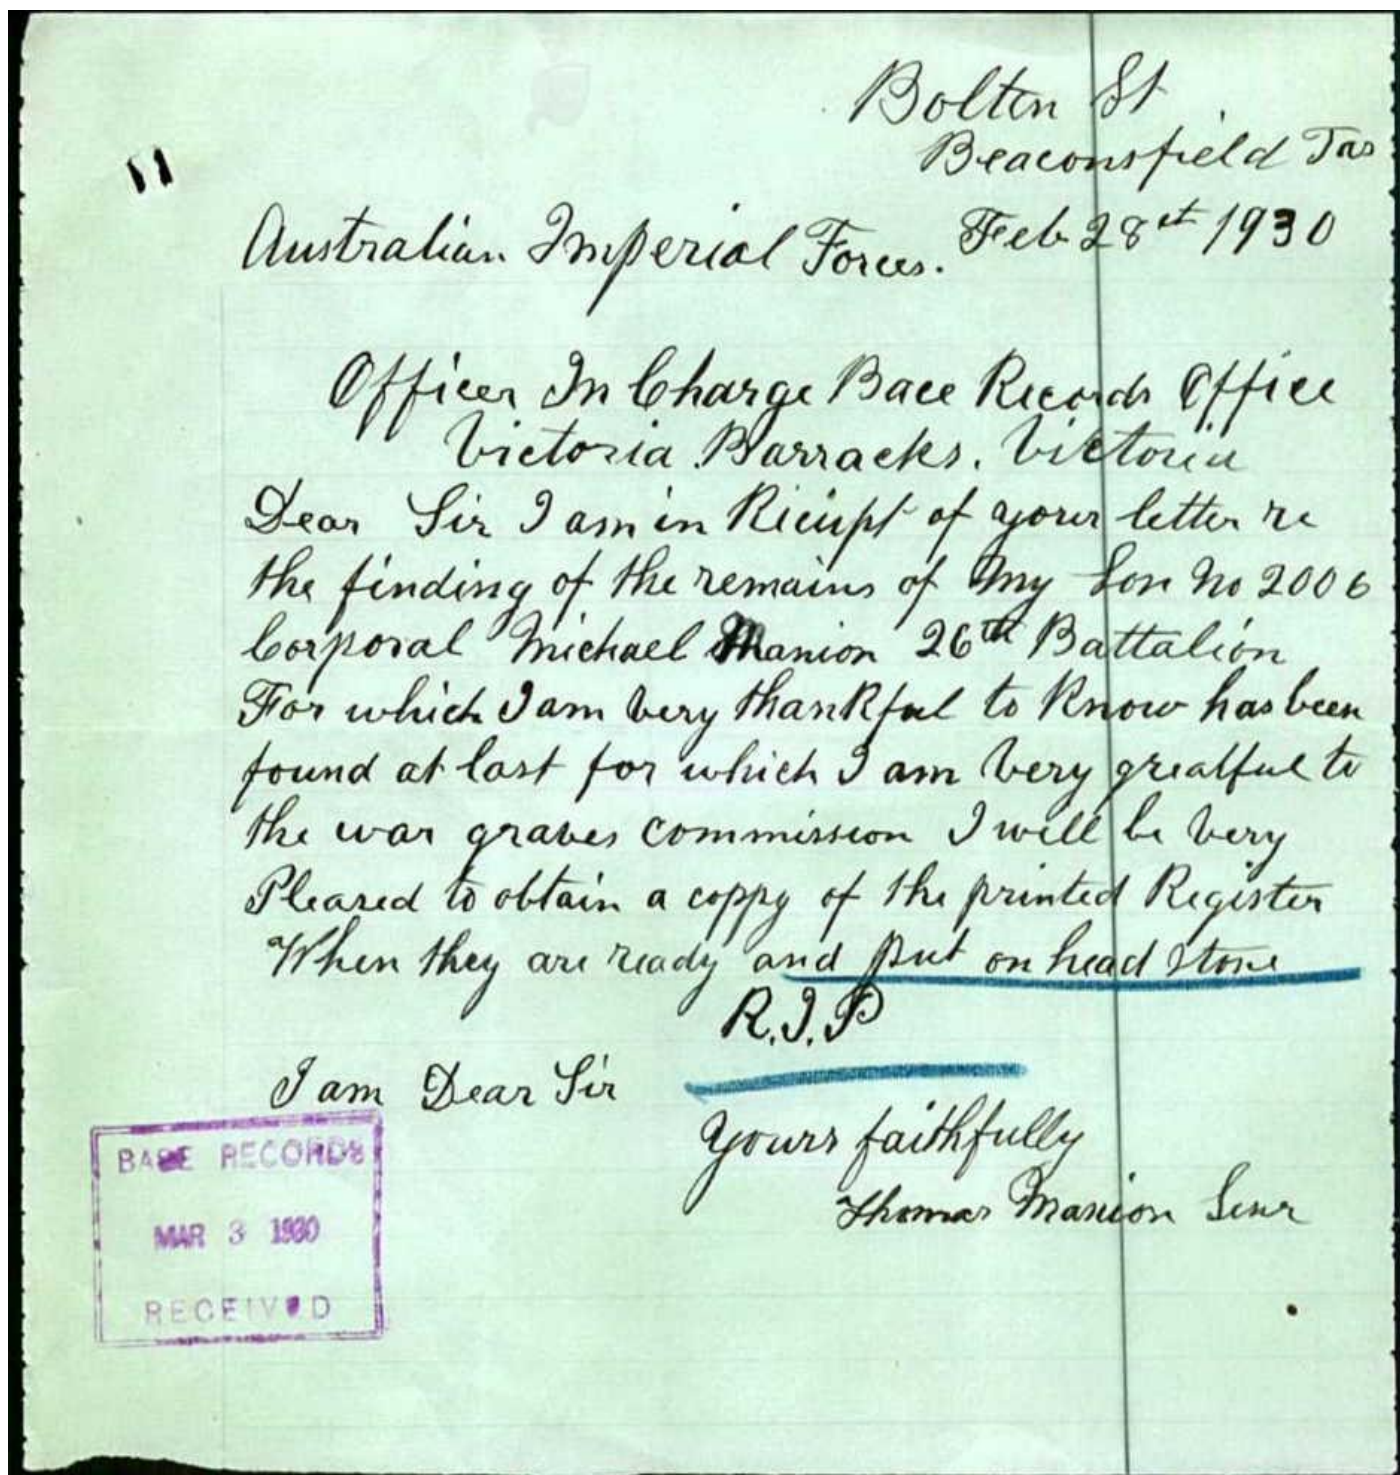 Bolten St
Beaconsfield Tas
Feb 28st 1930
Australian Imperial Forces.
Officer In Charge Bace Records Office
Victoria Barracks. Victoria
Dear Sir I am in Riciept of your letter re
the finding of the remains of My Son No 2006
Corporal Michael Manion 26th Battalion
For which I am very thankful to Know has been
found at last for which I am very greatful to
the war graves commission I will be very
Pleased to obtain a coppy of the printed Register
When they are ready and put on head stone
R.I.P
I am Dear Sir
Yours faithfully
Thomas Manion Senr
BASE RECORDS
MAR 3 1930
RECEIVED